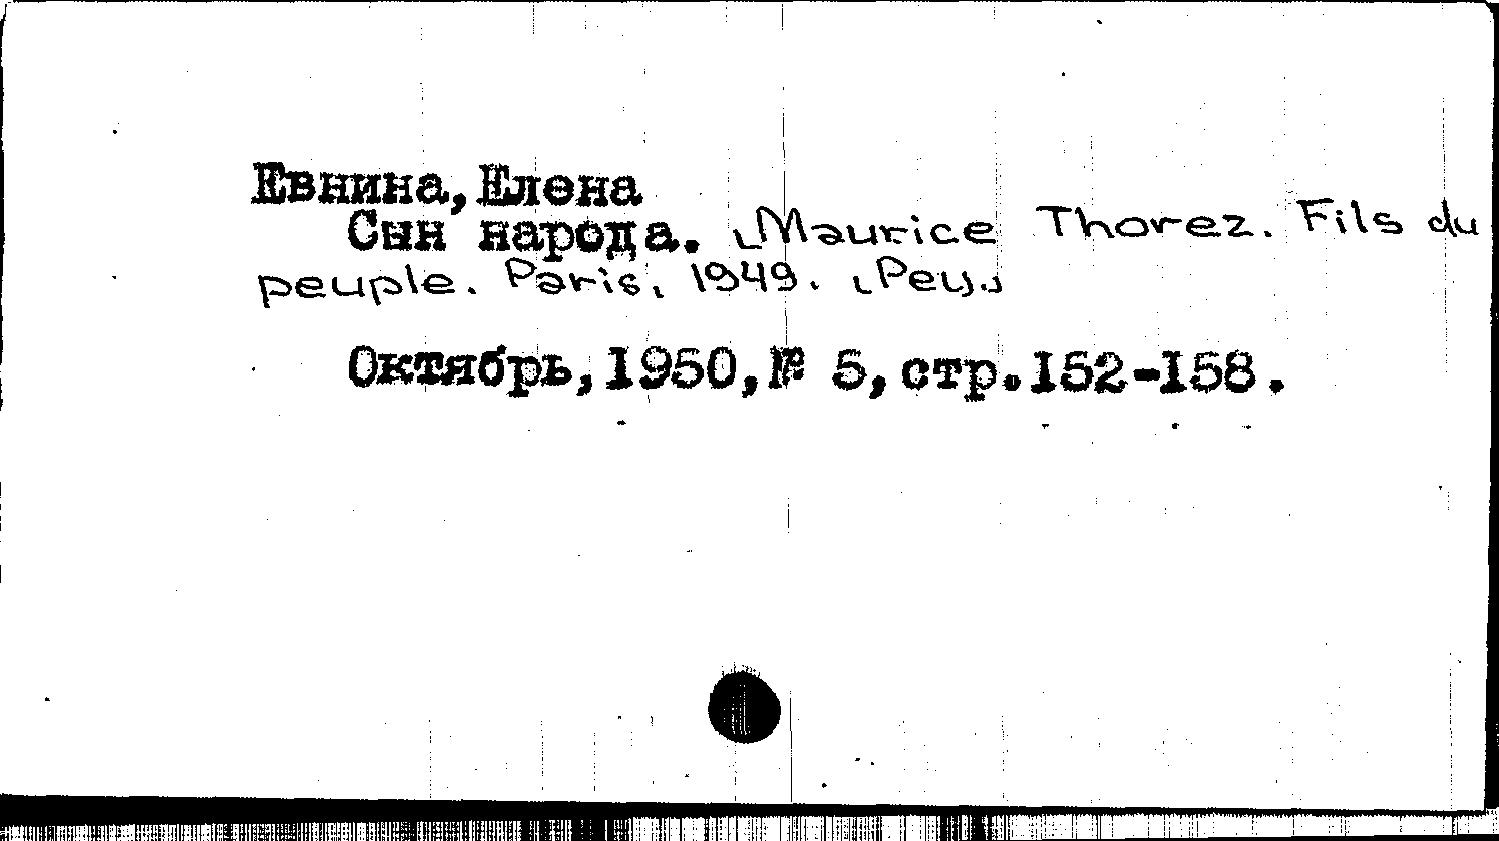 Евнина, Елена
Сын народа. [Maurice Thorez. Fils du
peuple. Paris, 1949. [Рец.]
Октябрь, 1950, № 5, стр. 152-158.